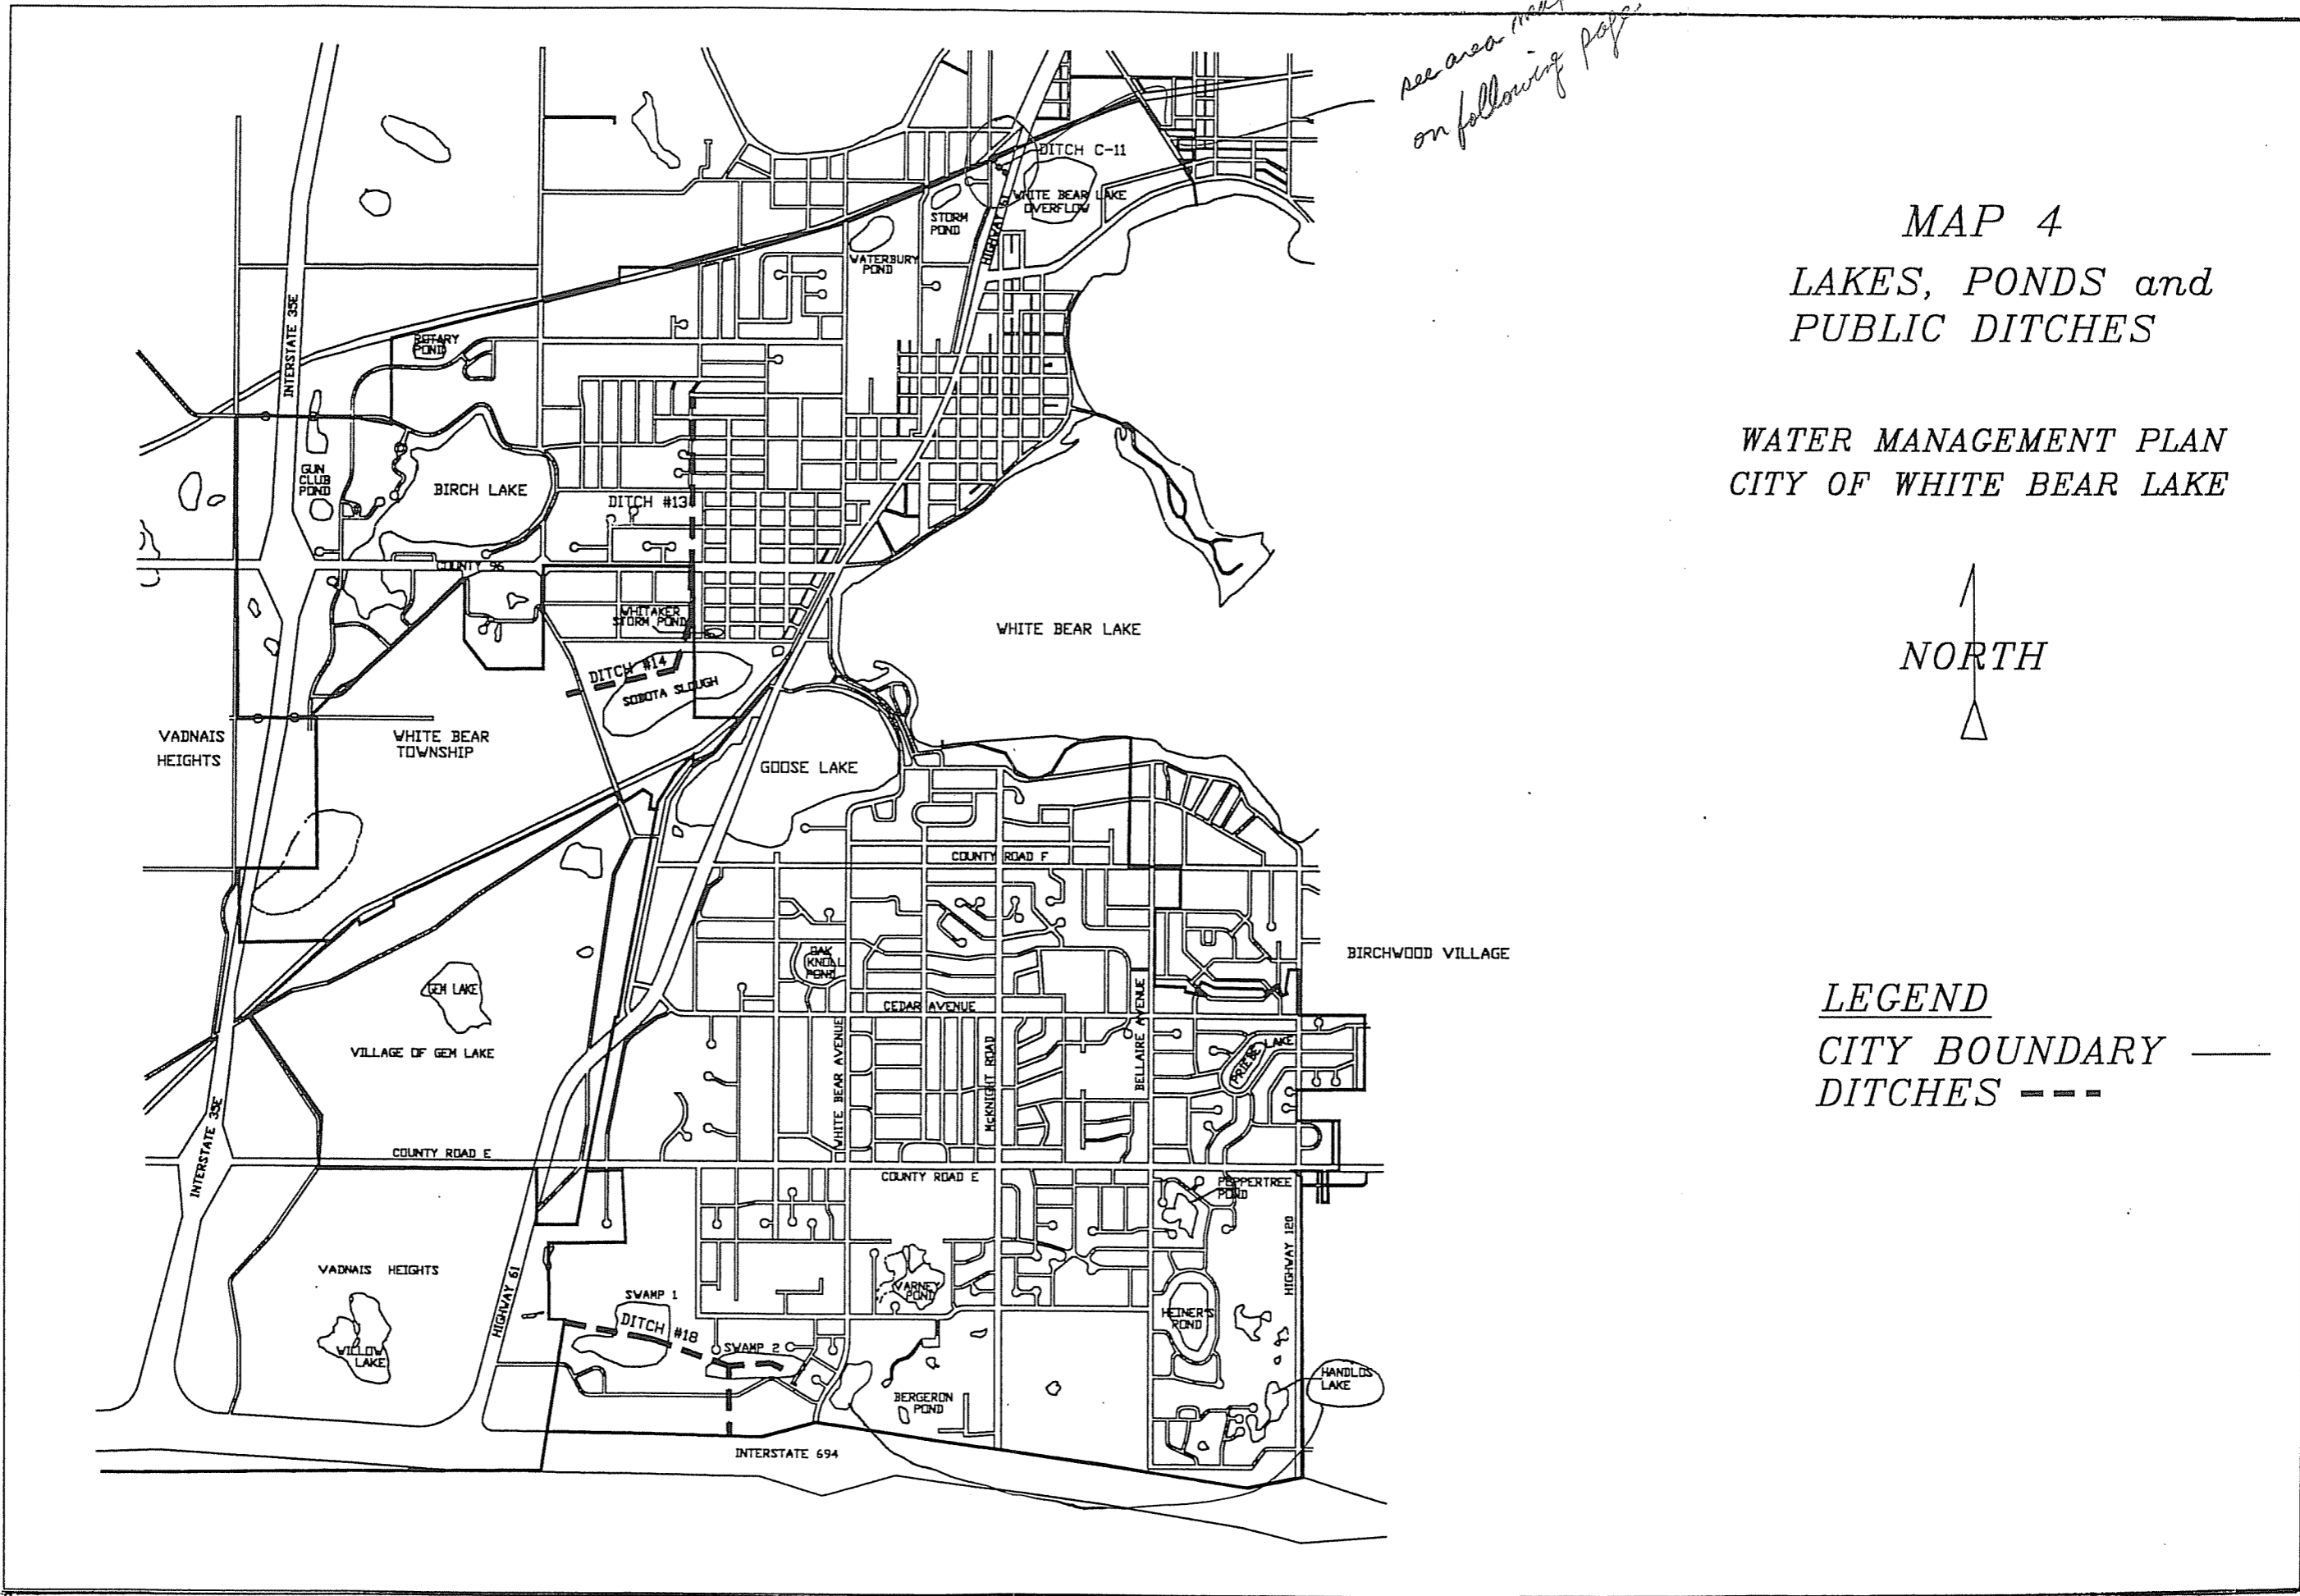 see area map
on following page
MAP 4
LAKES, PONDS and
PUBLIC DITCHES
WATER MANAGEMENT PLAN
CITY OF WHITE BEAR LAKE
NORTH
LEGEND
CITY BOUNDARY
DITCHES
DITCH C-11
WHITE BEAR LAKE
OVERFLOW
STORM
POND
HIGHWAY 61
WATERBURY
POND
INTERSTATE 35E
ROTARY
POND
GUN
CLUB
POND
BIRCH LAKE
DITCH #13
COUNTY 96
WHITAKER
STORM POND
WHITE BEAR LAKE
DITCH #14
SOBOTA SLOUGH
VADNAIS
HEIGHTS
WHITE BEAR
TOWNSHIP
GOOSE LAKE
COUNTY ROAD F
OAK
KNOLL
POND
BIRCHWOOD VILLAGE
GEM LAKE
CEDAR AVENUE
WHITE BEAR AVENUE
McKNIGHT ROAD
BELLAIRE AVENUE
PRIEBE LAKE
VILLAGE OF GEM LAKE
INTERSTATE 35E
COUNTY ROAD E
COUNTY ROAD E
PEPPERTREE
POND
HIGHWAY 120
VADNAIS HEIGHTS
HIGHWAY 61
SWAMP 1
VARNEY
POND
HEINER'S
POND
DITCH #18
SWAMP 2
WILLOW
LAKE
HANDLOS
LAKE
BERGERON
POND
INTERSTATE 694